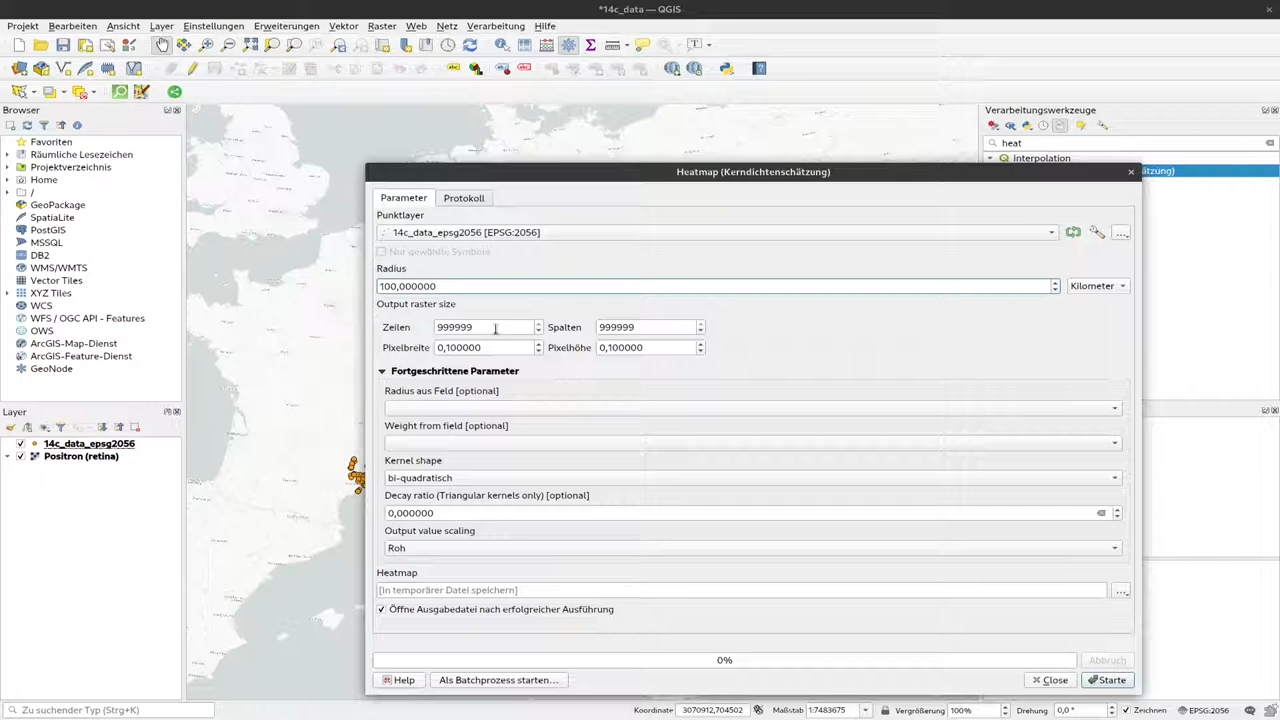 *14c_data — QGIS
Projekt Bearbeiten Ansicht Layer Einstellungen Erweiterungen Vektor Raster Web Netz Verarbeitung Hilfe
Browser
Favoriten
Räumliche Lesezeichen
Projektverzeichnis
Home
/
GeoPackage
SpatiaLite
PostGIS
MSSQL
DB2
WMS/WMTS
Vector Tiles
XYZ Tiles
WCS
WFS / OGC API - Features
OWS
ArcGIS-Map-Dienst
ArcGIS-Feature-Dienst
GeoNode
Layer
14c_data_epsg2056
Positron (retina)
Verarbeitungswerkzeuge
heat
Interpolation
Heatmap (Kerndichtenschätzung)
Parameter Protokoll
Punktlayer
14c_data_epsg2056 [EPSG:2056]
Nur gewählte Symbole
Radius
100,000000 Kilometer
Output raster size
Zeilen 999999 Spalten 999999
Pixelbreite 0,100000 Pixelhöhe 0,100000
Fortgeschrittene Parameter
Radius aus Feld [optional]
Weight from field [optional]
Kernel shape
bi-quadratisch
Decay ratio (Triangular kernels only) [optional]
0,000000
Output value scaling
Roh
Heatmap
[In temporärer Datei speichern]
Öffne Ausgabedatei nach erfolgreicher Ausführung
0% Abbruch
Help Als Batchprozess starten... Close Starte
Zu suchender Typ (Strg+K) Koordinate 3070912,704502 Maßstab 1:7483675 Vergrößerung 100% Drehung 0,0 ° Zeichnen EPSG:2056